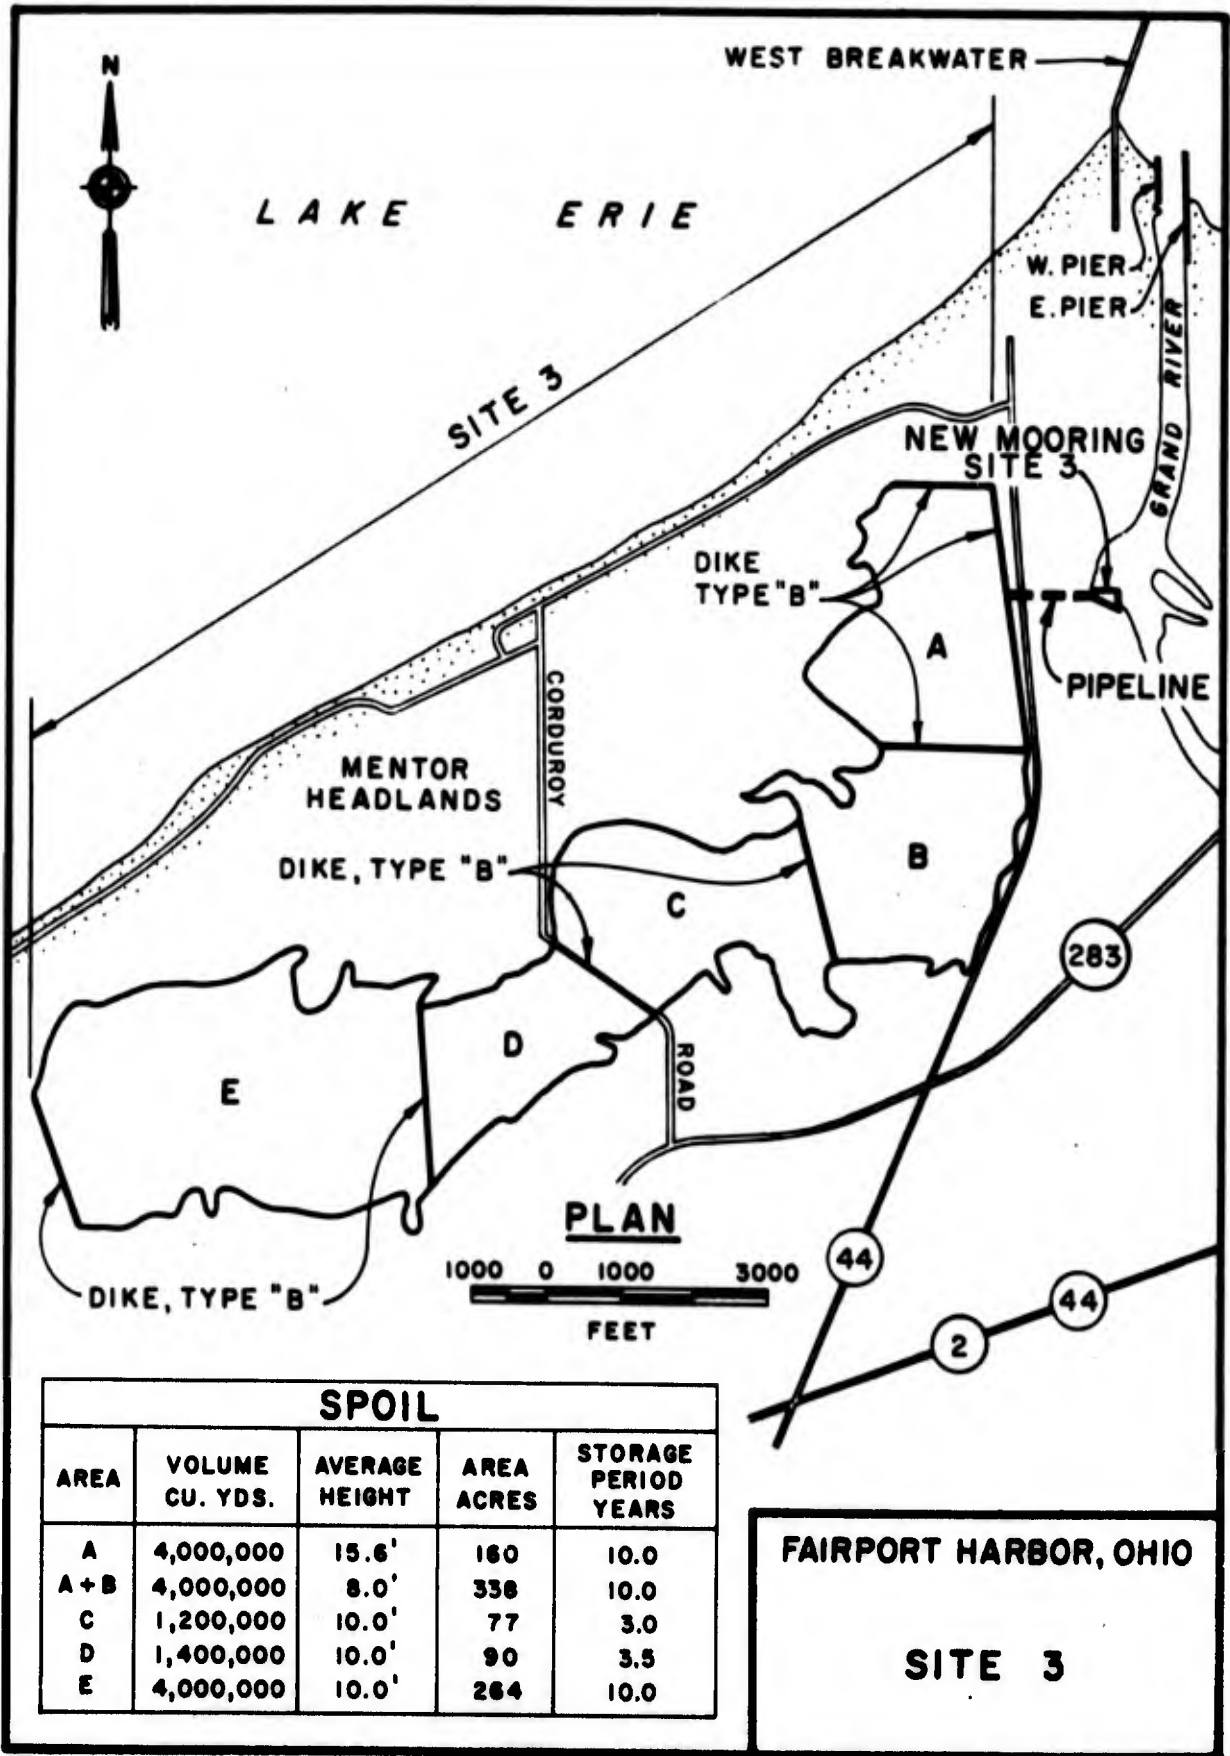 WEST BREAKWATER
N
LAKE ERIE
W. PIER
E. PIER
GRAND RIVER
SITE 3
NEW MOORING
SITE 3
DIKE
TYPE "B"
A
PIPELINE
CORDUROY
MENTOR
HEADLANDS
DIKE, TYPE "B"
B
C
283
D
ROAD
E
PLAN
1000 0 1000 3000
FEET
DIKE, TYPE "B"
44
44
2
SPOIL
AREA VOLUME CU. YDS. AVERAGE HEIGHT AREA ACRES STORAGE PERIOD YEARS
A 4,000,000 15.6' 160 10.0
A + B 4,000,000 8.0' 338 10.0
C 1,200,000 10.0' 77 3.0
D 1,400,000 10.0' 90 3.5
E 4,000,000 10.0' 264 10.0
FAIRPORT HARBOR, OHIO
SITE 3